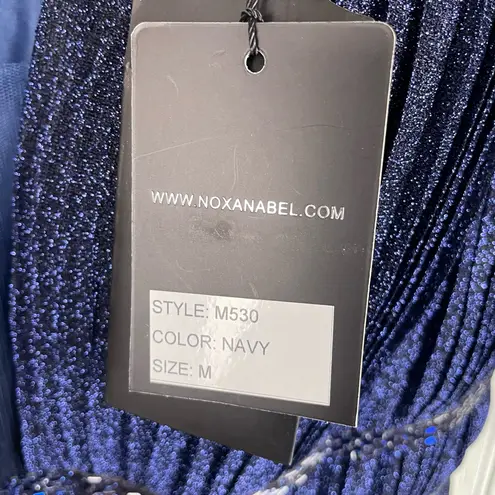 WWW.NOXANABEL.COM
STYLE: M530
COLOR: NAVY
SIZE: M